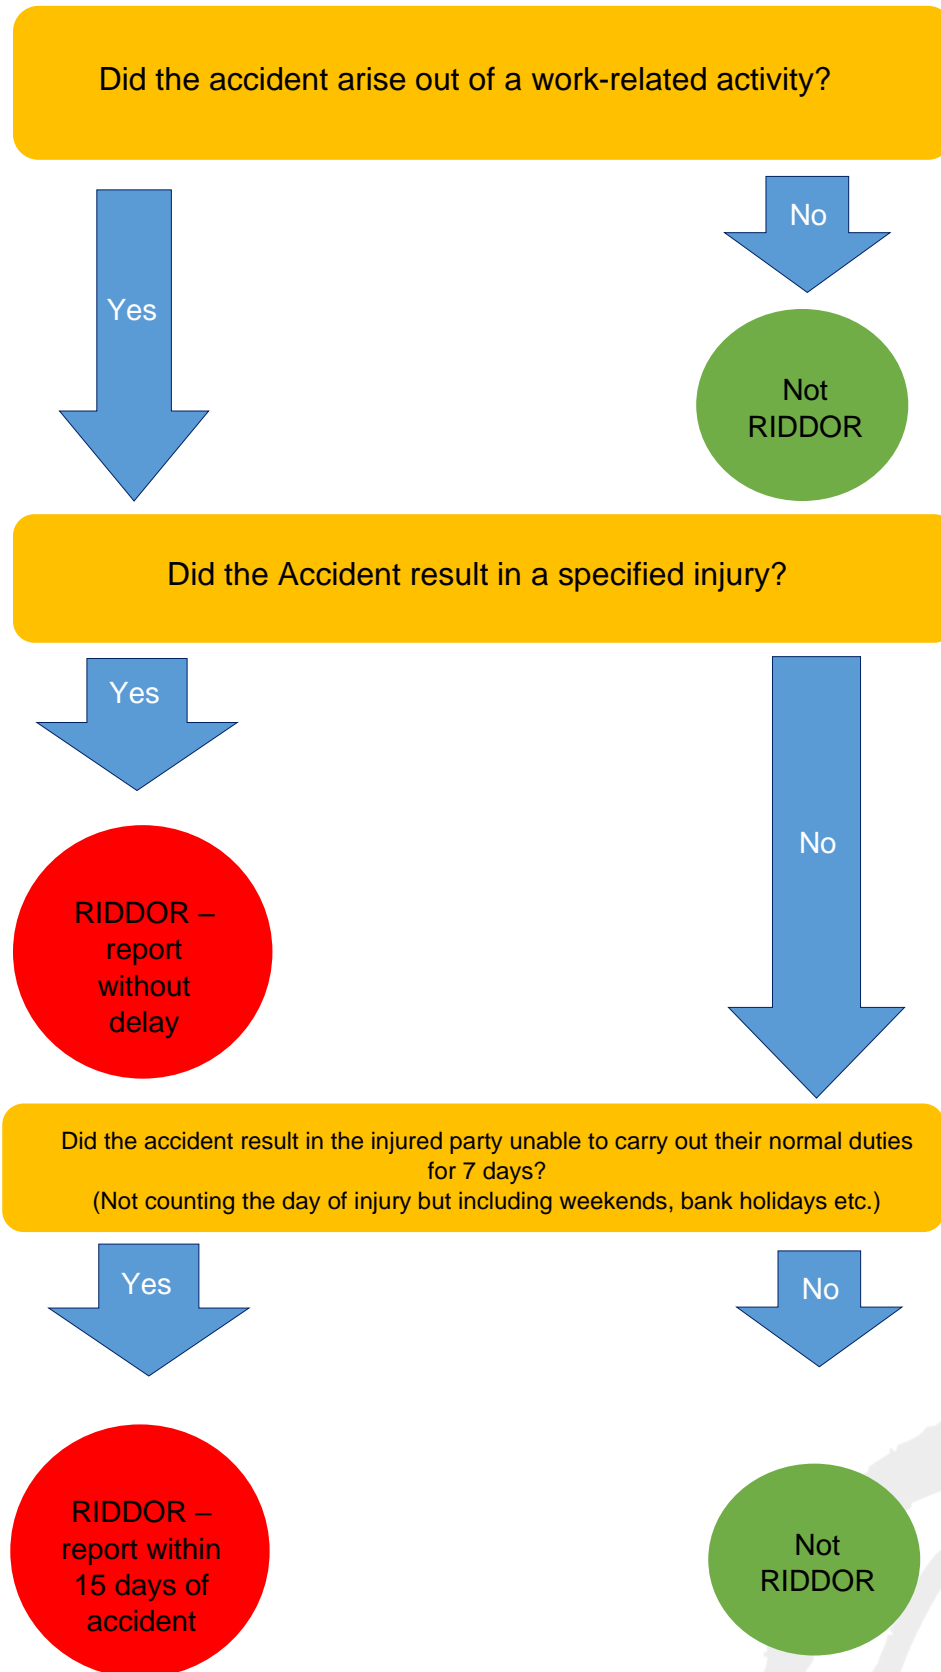 Did the accident arise out of a work-related activity?
Yes
No
Not
RIDDOR
Did the Accident result in a specified injury?
Yes
No
RIDDOR –
report
without
delay
Did the accident result in the injured party unable to carry out their normal duties
for 7 days?
(Not counting the day of injury but including weekends, bank holidays etc.)
Yes
No
RIDDOR –
report within
15 days of
accident
Not
RIDDOR